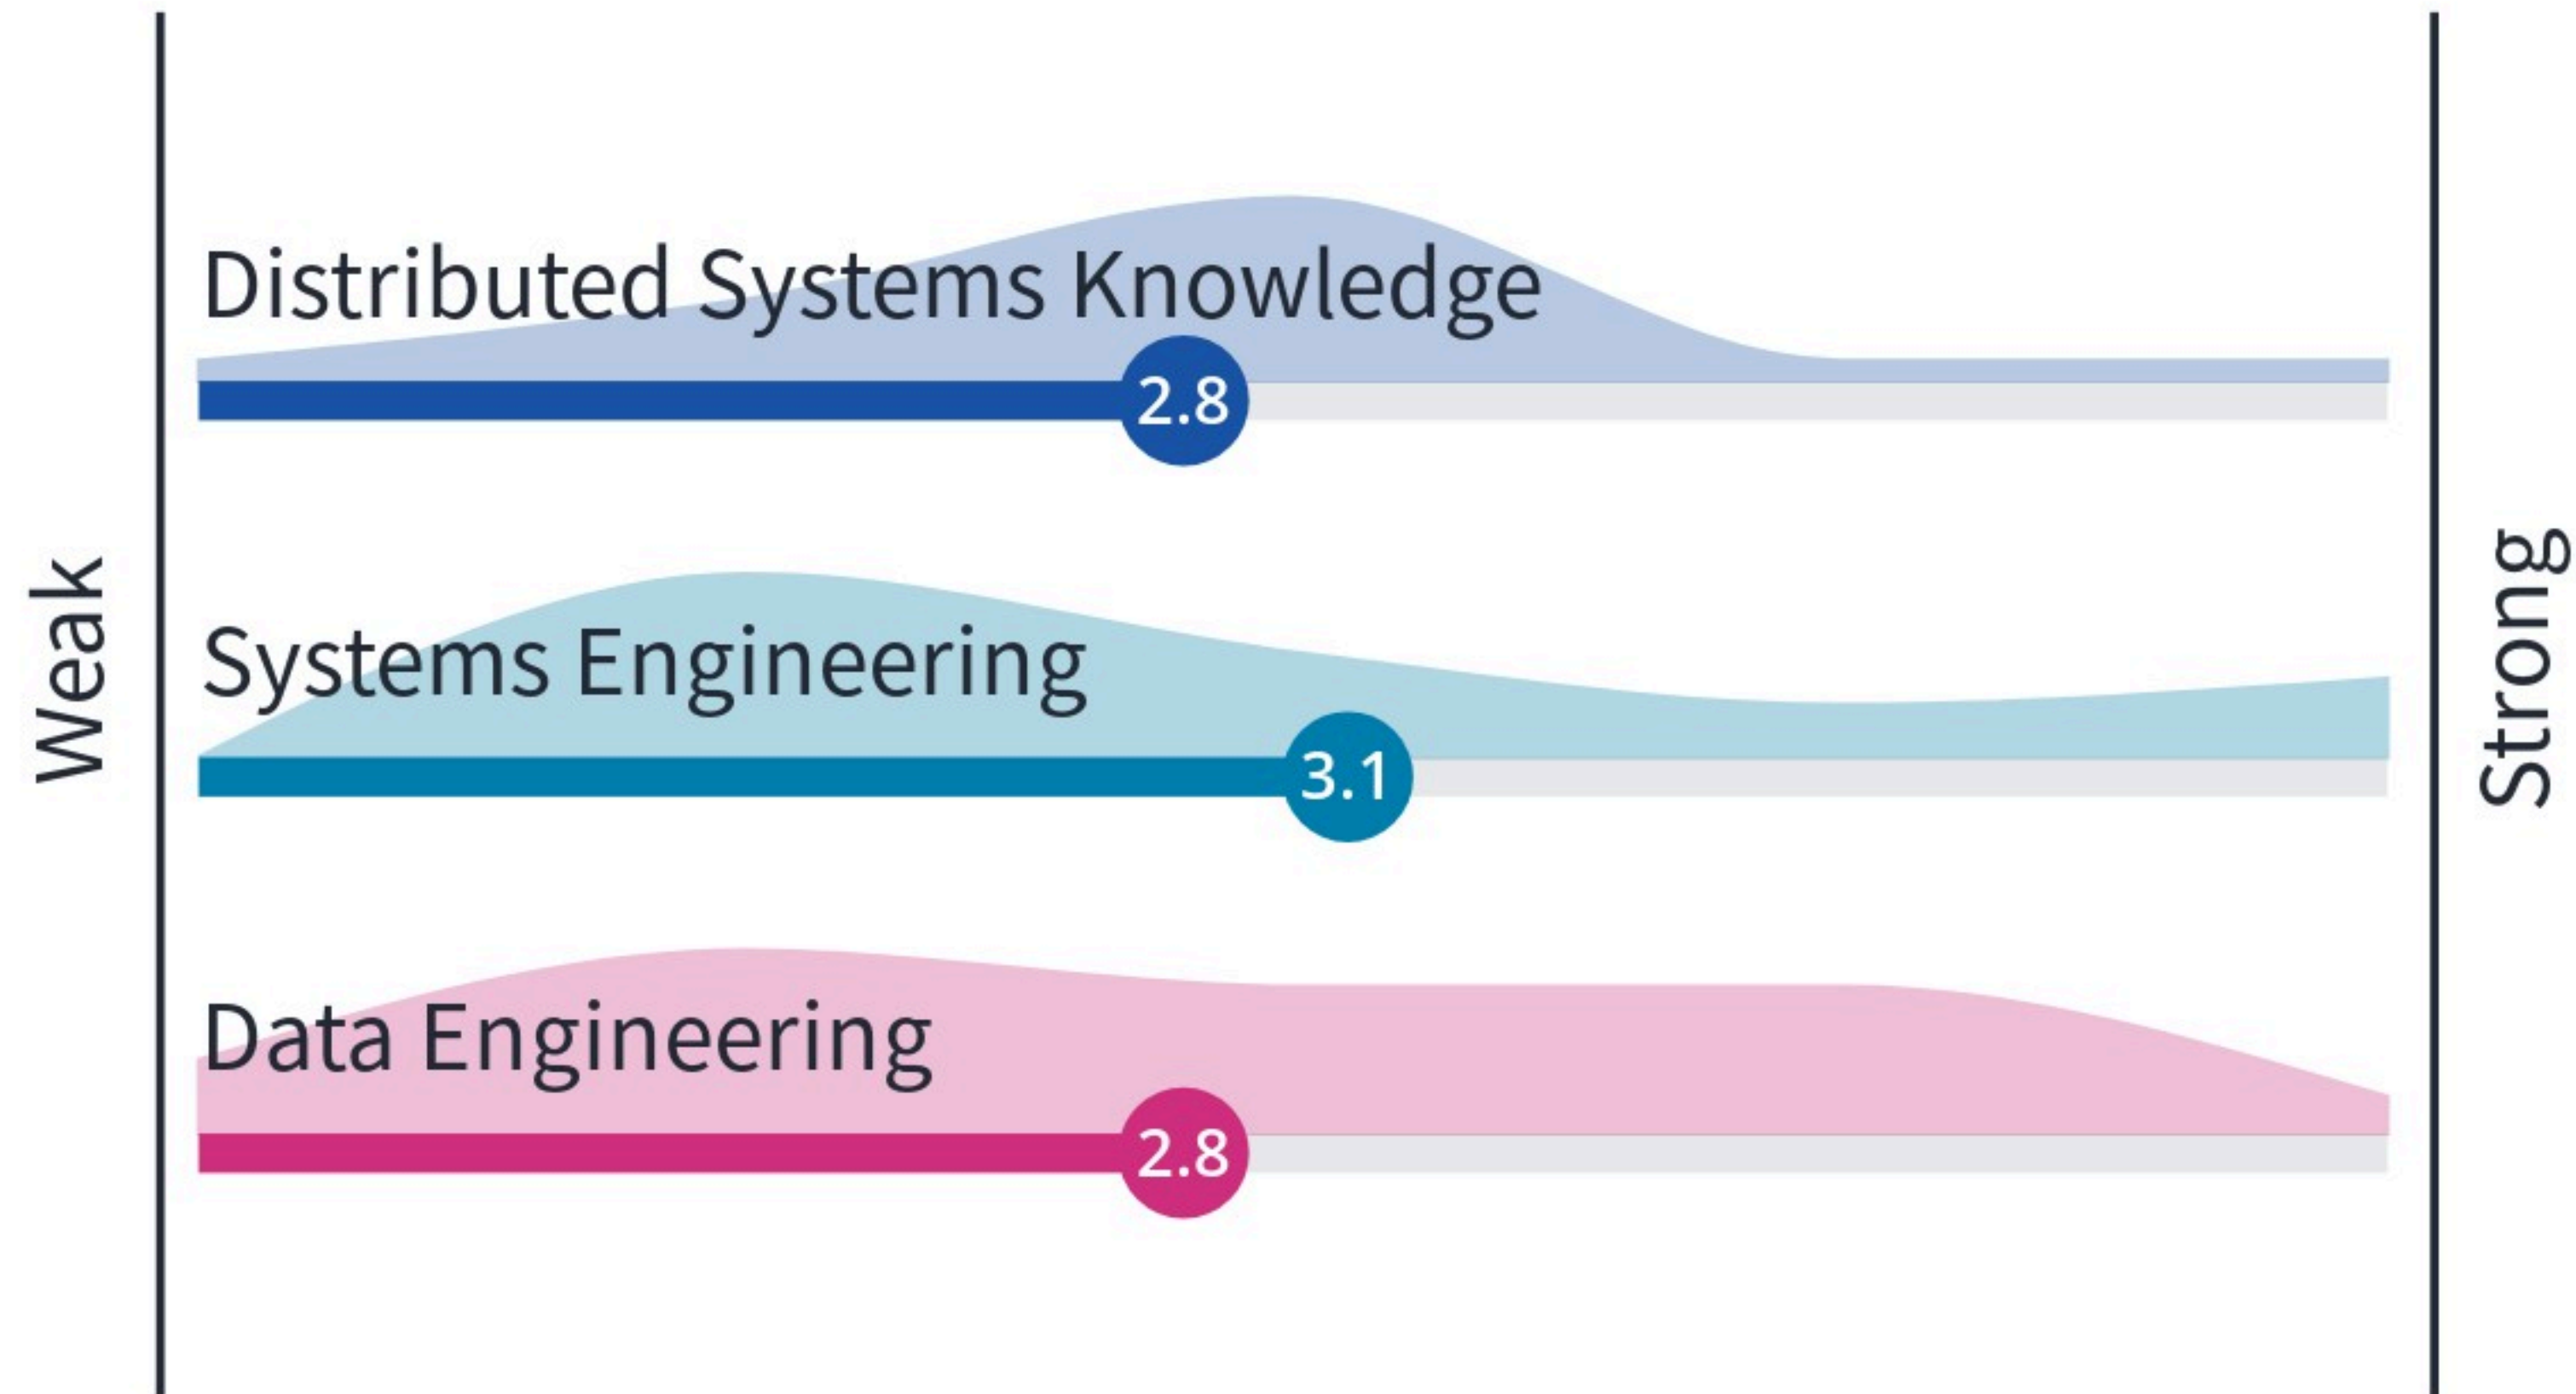 Distributed Systems Knowledge
2.8
Weak
Systems Engineering
3.1
Strong
Data Engineering
2.8